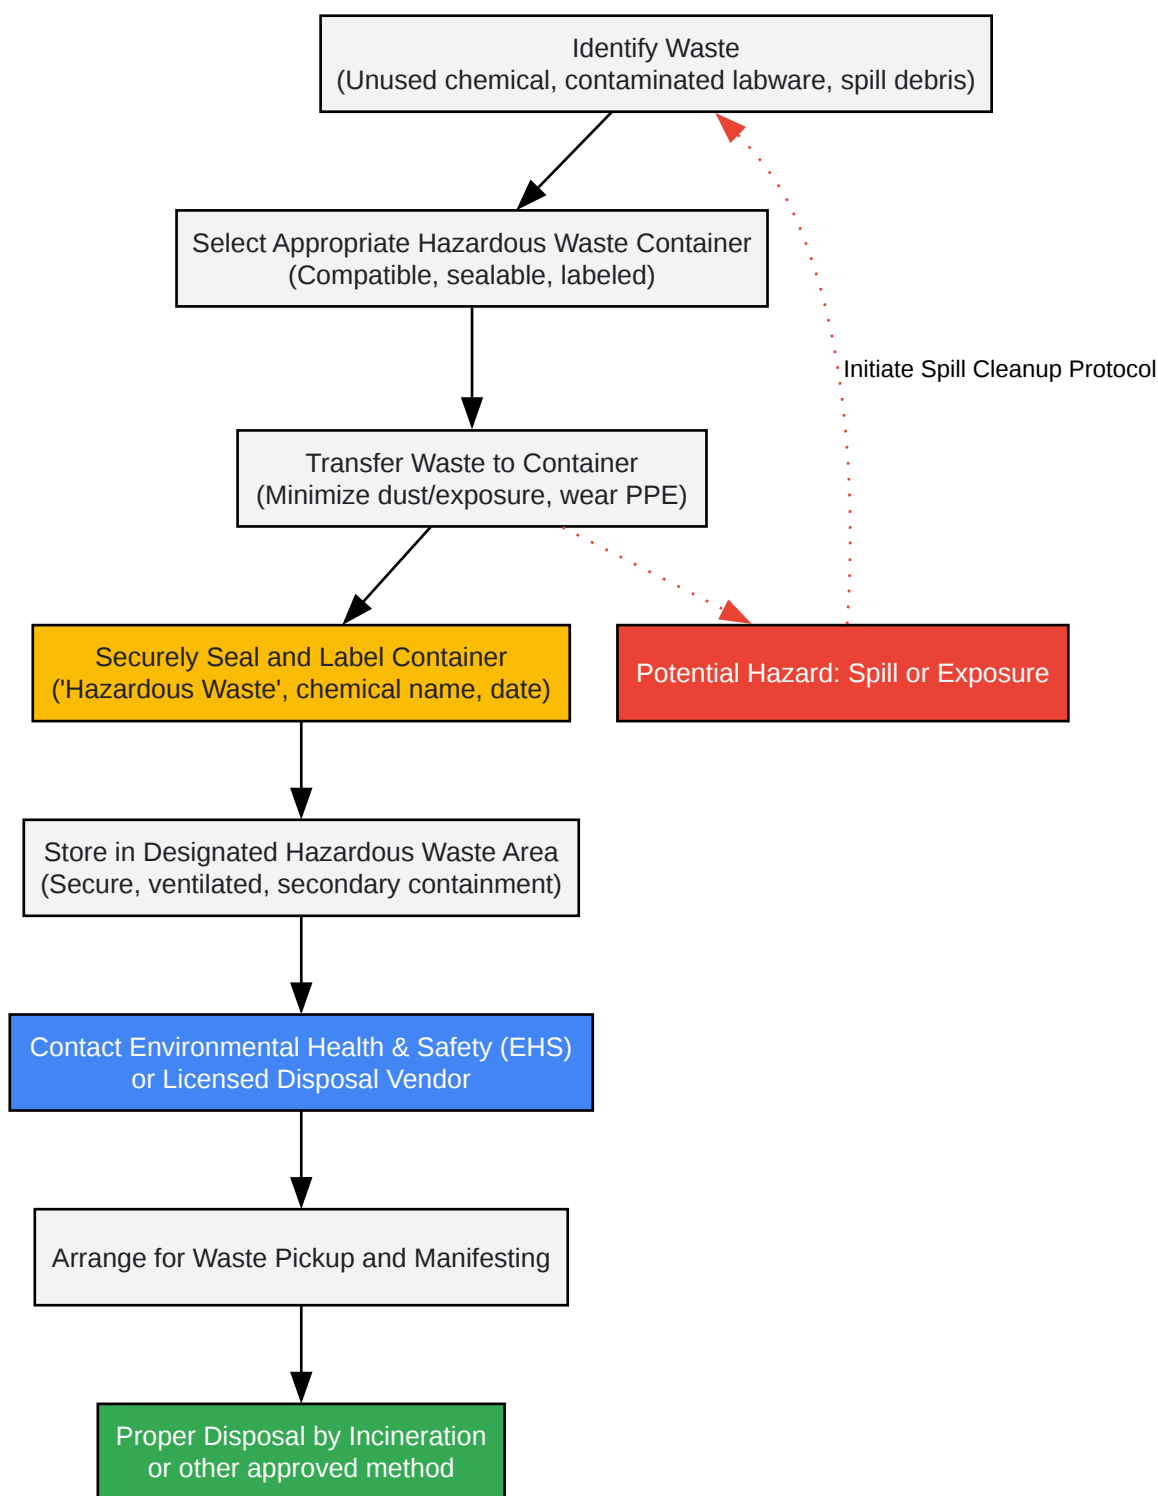 Identify Waste
(Unused chemical, contaminated labware, spill debris)
Select Appropriate Hazardous Waste Container
(Compatible, sealable, labeled)
Initiate Spill Cleanup Protocol
Transfer Waste to Container
(Minimize dust/exposure, wear PPE)
Securely Seal and Label Container
('Hazardous Waste', chemical name, date)
Potential Hazard: Spill or Exposure
Store in Designated Hazardous Waste Area
(Secure, ventilated, secondary containment)
Contact Environmental Health & Safety (EHS)
or Licensed Disposal Vendor
Arrange for Waste Pickup and Manifesting
Proper Disposal by Incineration
or other approved method